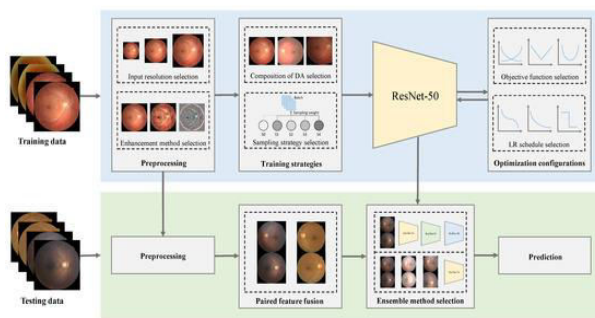 Training data
Input resolution selection
Enhancement method selection
Preprocessing
Composition of DA selection
Sampling strategy selection
Training strategies
ResNet-50
Objective function selection
LR schedule selection
Optimization configurations
Testing data
Preprocessing
Paired feature fusion
Ensemble method selection
Prediction